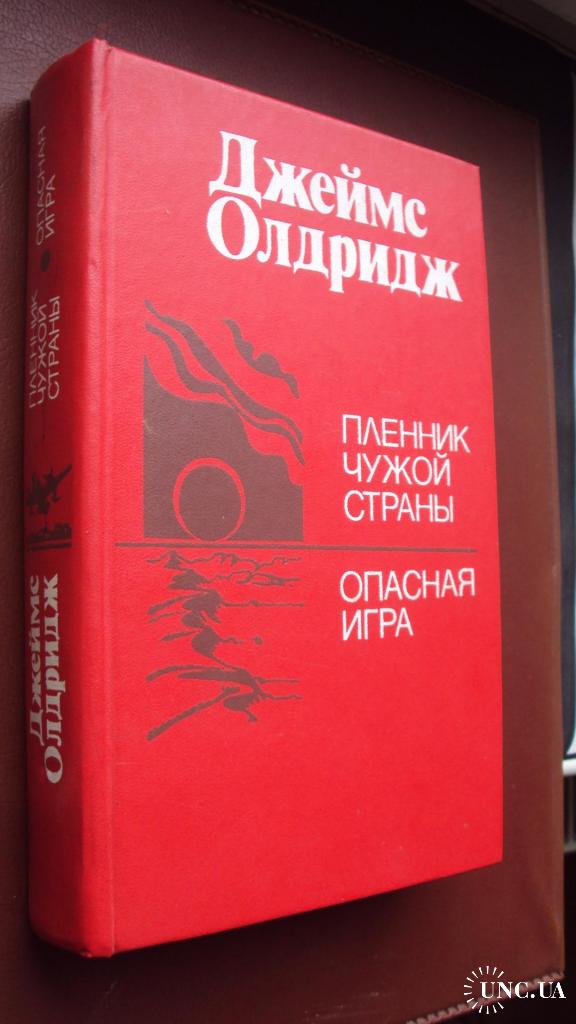 Джеймс
Олдридж
ПЛЕННИК
ЧУЖОЙ
СТРАНЫ
ОПАСНАЯ
ИГРА
Джеймс
Олдридж
ПЛЕННИК
ЧУЖОЙ
СТРАНЫ
ОПАСНАЯ
ИГРА
UNC.UA